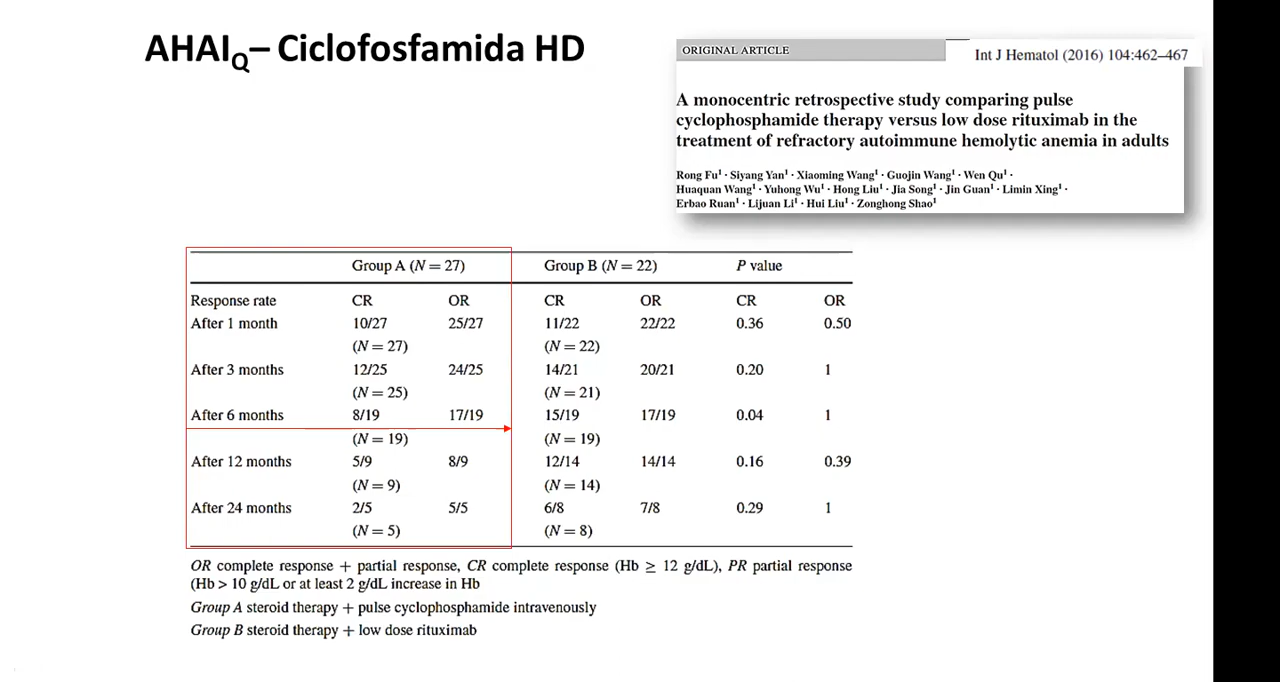 AHAIQ– Ciclofosfamida HD
ORIGINAL ARTICLE
Int J Hematol (2016) 104:462–467
A monocentric retrospective study comparing pulse
cyclophosphamide therapy versus low dose rituximab in the
treatment of refractory autoimmune hemolytic anemia in adults
Rong Fu1 · Siyang Yan1 · Xiaoming Wang1 · Guojin Wang1 · Wen Qu1 ·
Huaquan Wang1 · Yuhong Wu1 · Hong Liu1 · Jia Song1 · Jin Guan1 · Limin Xing1 ·
Erbao Ruan1 · Lijuan Li1 · Hui Liu1 · Zonghong Shao1
Group A (N = 27) Group B (N = 22) P value
Response rate CR OR CR OR CR OR
After 1 month 10/27 25/27 11/22 22/22 0.36 0.50
(N = 27) (N = 22)
After 3 months 12/25 24/25 14/21 20/21 0.20 1
(N = 25) (N = 21)
After 6 months 8/19 17/19 15/19 17/19 0.04 1
(N = 19) (N = 19)
After 12 months 5/9 8/9 12/14 14/14 0.16 0.39
(N = 9) (N = 14)
After 24 months 2/5 5/5 6/8 7/8 0.29 1
(N = 5) (N = 8)
OR complete response + partial response, CR complete response (Hb ≥ 12 g/dL), PR partial response
(Hb > 10 g/dL or at least 2 g/dL increase in Hb
Group A steroid therapy + pulse cyclophosphamide intravenously
Group B steroid therapy + low dose rituximab